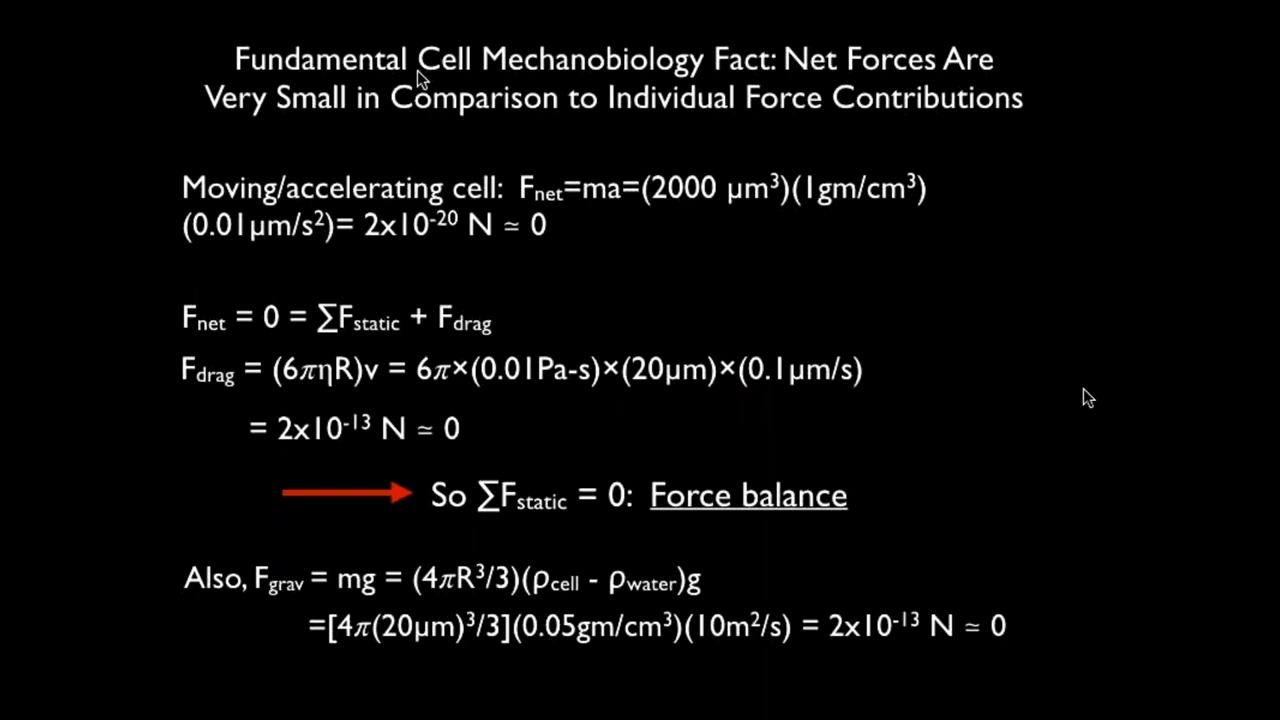 Fundamental Cell Mechanobiology Fact: Net Forces Are
Very Small in Comparison to Individual Force Contributions
Moving/accelerating cell: Fnet=ma=(2000 µm³)(1gm/cm³)
(0.01µm/s²)= 2x10⁻²⁰ N ≃ 0
Fnet = 0 = ∑Fstatic + Fdrag
Fdrag = (6πηR)v = 6π×(0.01Pa-s)×(20µm)×(0.1µm/s)
= 2x10⁻¹³ N ≃ 0
So ∑Fstatic = 0: Force balance
Also, Fgrav = mg = (4πR³/3)(ρcell - ρwater)g
=[4π(20µm)³/3](0.05gm/cm³)(10m²/s) = 2x10⁻¹³ N ≃ 0